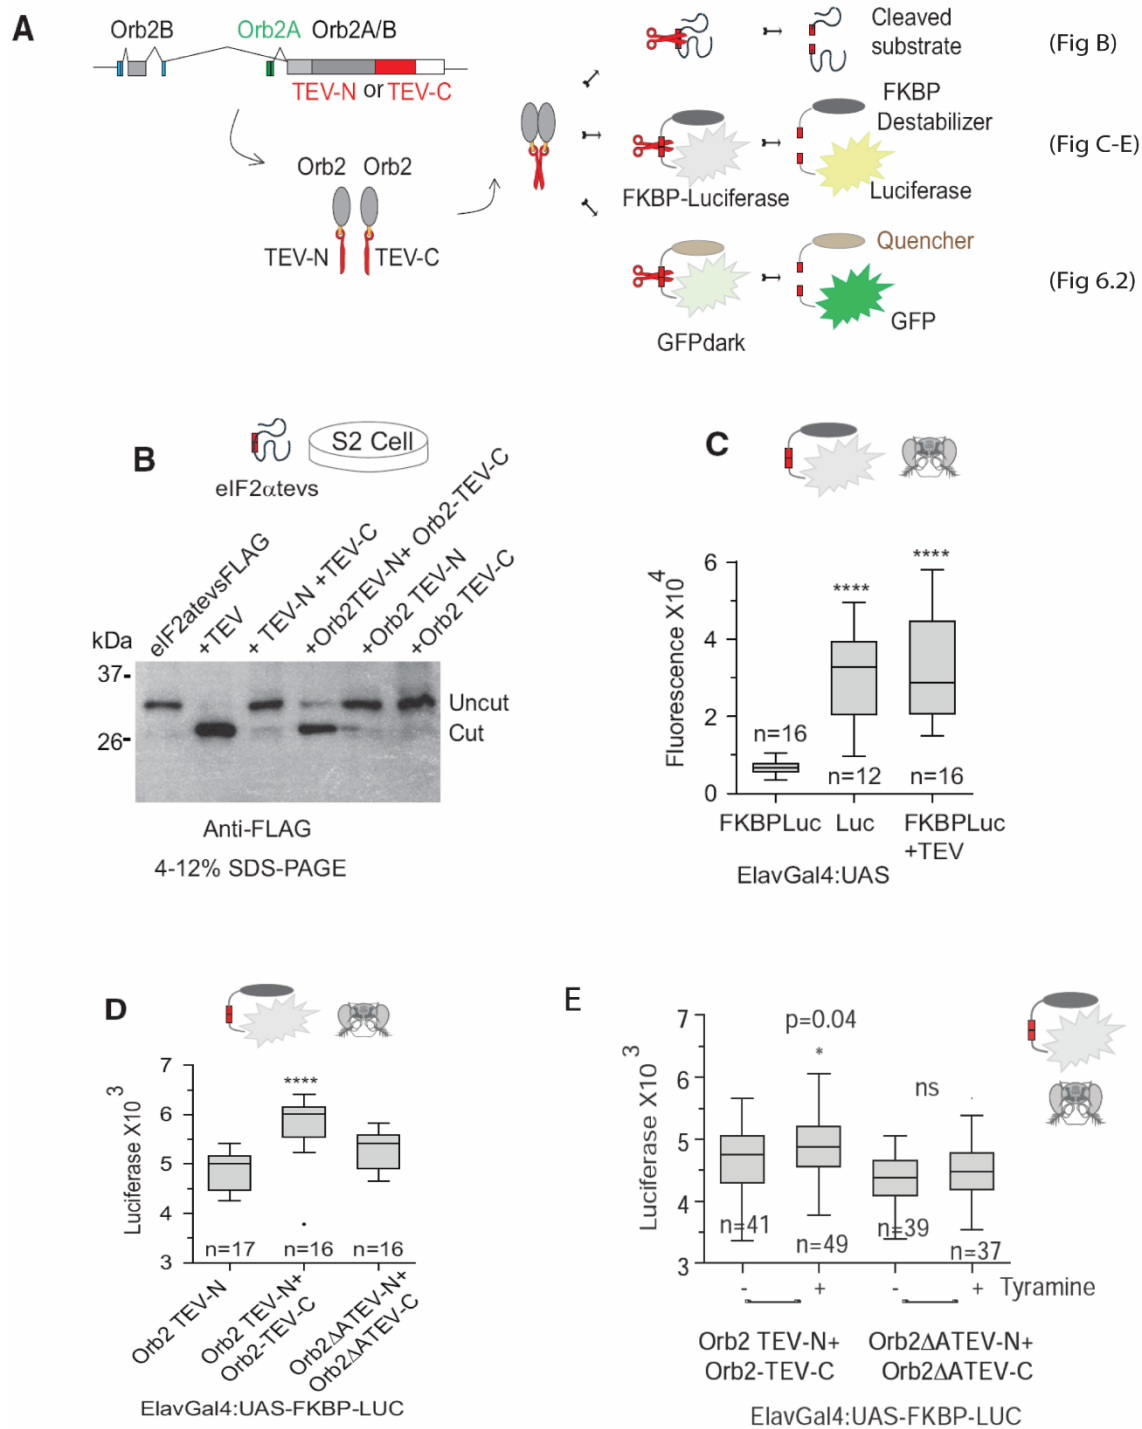 A
Orb2B
Orb2A
Orb2A/B
TEV-N or TEV-C
Orb2
Orb2
TEV-N
TEV-C
Cleaved
substrate
(Fig B)
FKBP
Destabilizer
(Fig C-E)
FKBP-Luciferase
Luciferase
Quencher
(Fig 6.2)
GFPdark
GFP
B
S2 Cell
eIF2αtevs
eIF2atevsFLAG
+TEV
+ TEV-N +TEV-C
+Orb2TEV-N+ Orb2-TEV-C
+Orb2 TEV-N
+Orb2 TEV-C
kDa
37-
26-
Uncut
Cut
Anti-FLAG
4-12% SDS-PAGE
C
Fluorescence X10 4
6
4
2
0
n=16
****
n=12
****
n=16
FKBPLuc
Luc
FKBPLuc
+TEV
ElavGal4:UAS
D
Luciferase X10 3
7
6
5
4
3
****
n=17
n=16
n=16
Orb2 TEV-N
Orb2 TEV-N+
Orb2-TEV-C
Orb2ΔATEV-N+
Orb2ΔATEV-C
ElavGal4:UAS-FKBP-LUC
E
Luciferase X10 3
7
6
5
4
3
p=0.04
*
ns
n=41
n=49
n=39
n=37
-
+
-
+
Tyramine
Orb2 TEV-N+
Orb2-TEV-C
Orb2ΔATEV-N+
Orb2ΔATEV-C
ElavGal4:UAS-FKBP-LUC